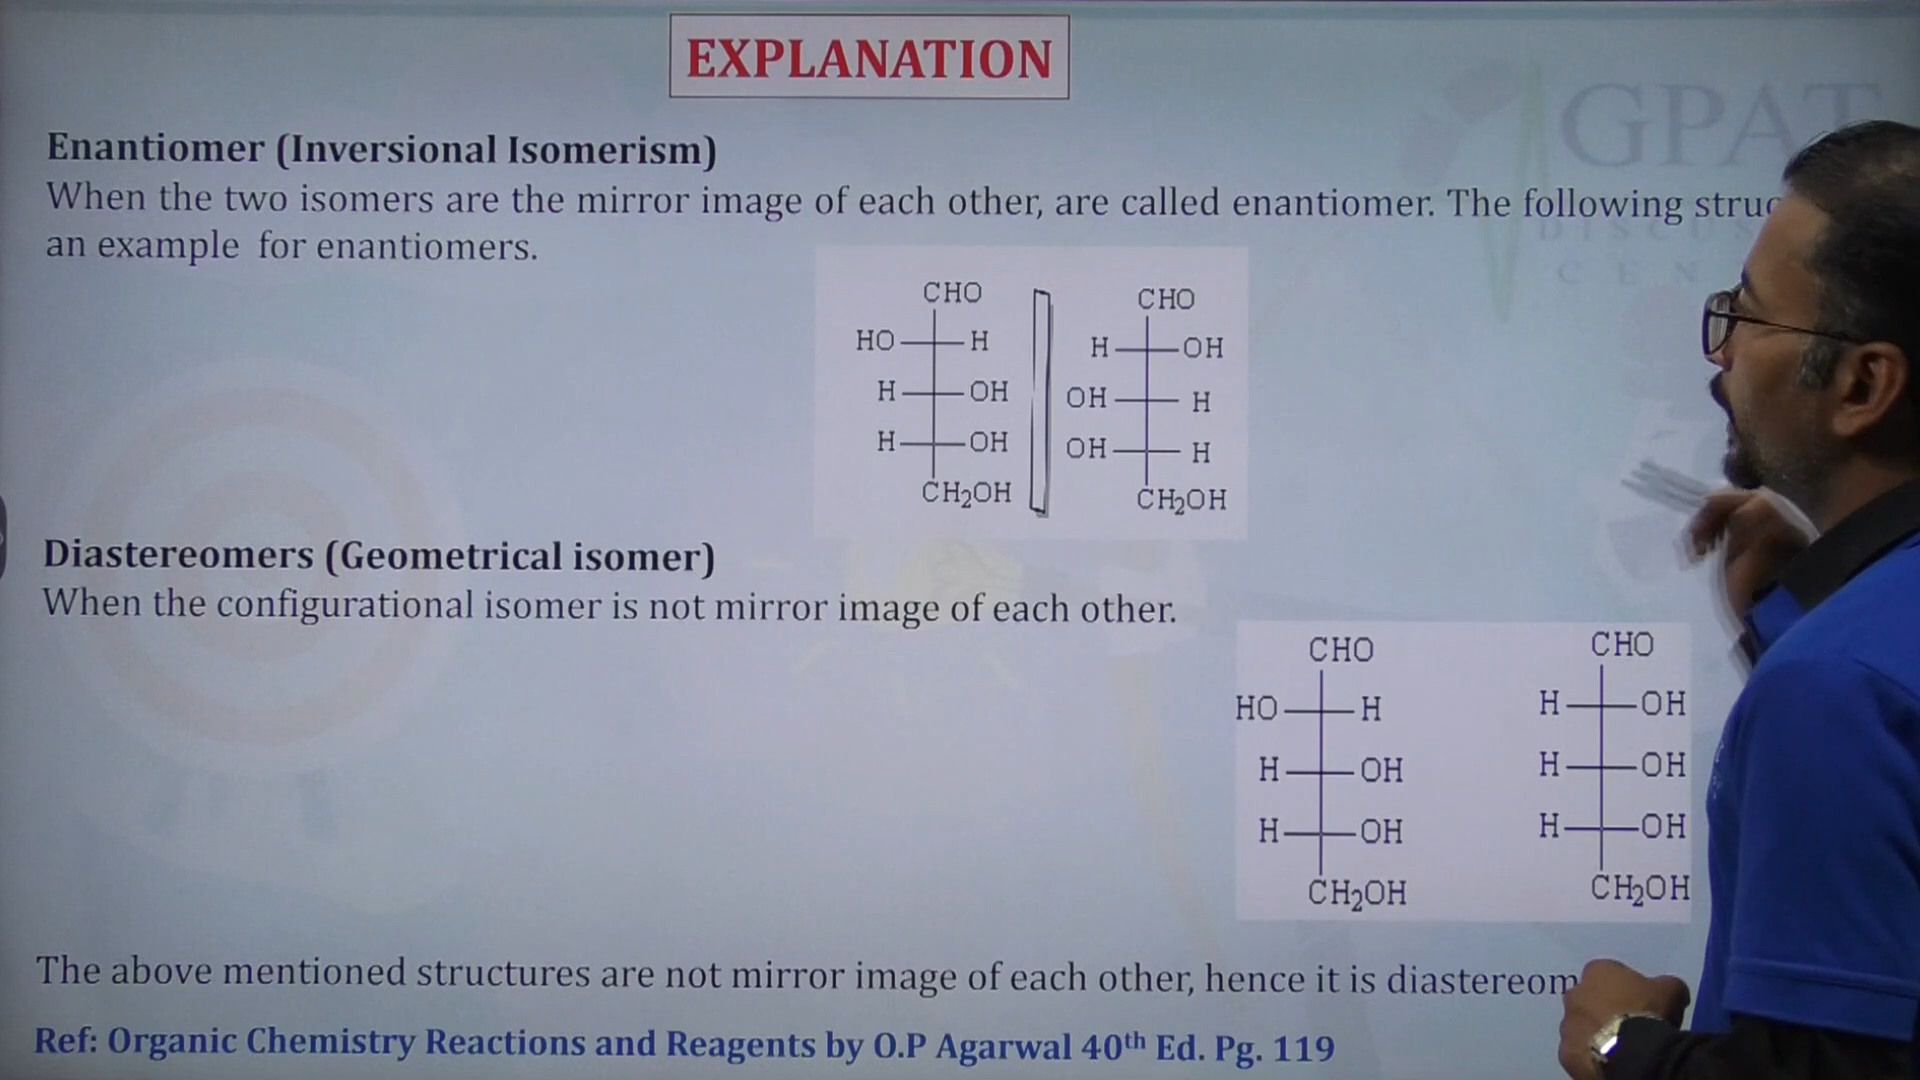 EXPLANATION
GPAT
Enantiomer (Inversional Isomerism)
When the two isomers are the mirror image of each other, are called enantiomer. The following
an example for enantiomers.
DISCUS
CEN
CHO CHO
HO H H OH
H OH OH H
H OH OH H
CH₂OH CH₂OH
Diastereomers (Geometrical isomer)
When the configurational isomer is not mirror image of each other.
CHO CHO
HO H H OH
H OH H OH
H OH H OH
CH₂OH CH₂OH
The above mentioned structures are not mirror image of each other, hence it is diastereom
Ref: Organic Chemistry Reactions and Reagents by O.P Agarwal 40th Ed. Pg. 119